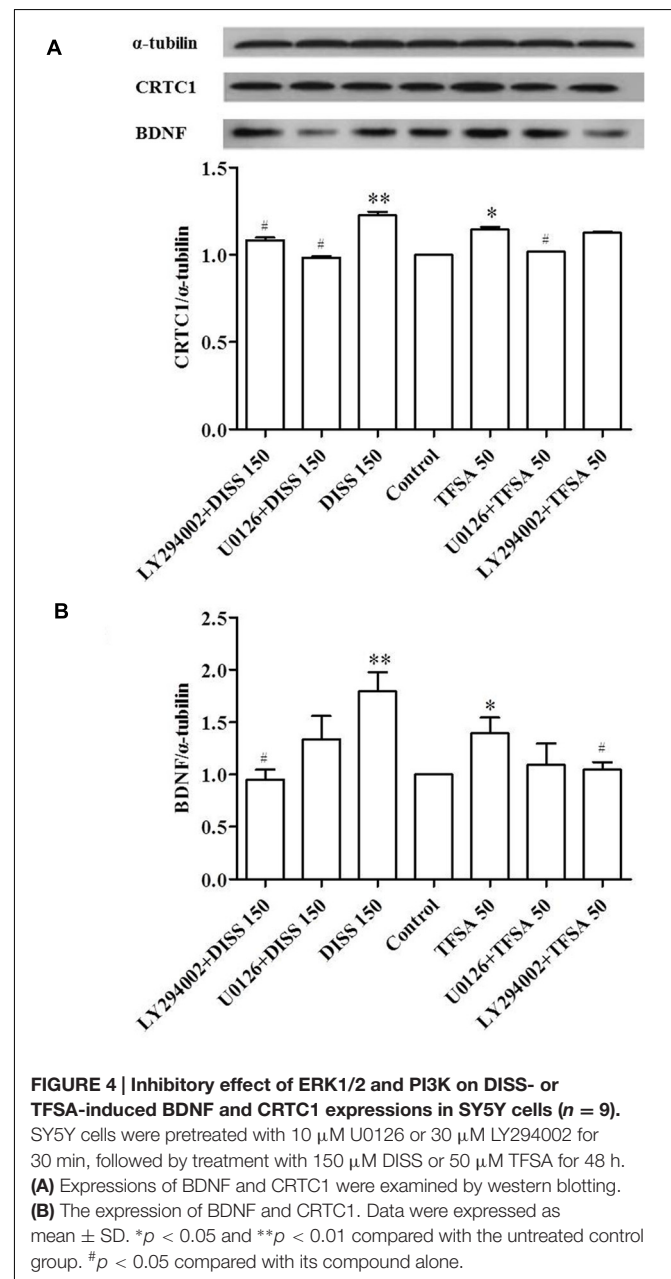 A
α-tubilin
CRTC1
BDNF
CRTC1/α-tubilin
1.5
1.0
0.5
0.0
#
#
**
*
#
LY294002+DISS 150
U0126+DISS 150
DISS 150
Control
TFSA 50
U0126+TFSA 50
LY294002+TFSA 50
B
BDNF/α-tubilin
2.5
2.0
1.5
1.0
0.5
0.0
#
**
*
#
LY294002+DISS 150
U0126+DISS 150
DISS 150
Control
TFSA 50
U0126+TFSA 50
LY294002+TFSA 50
FIGURE 4 | Inhibitory effect of ERK1/2 and PI3K on DISS- or
TFSA-induced BDNF and CRTC1 expressions in SY5Y cells (n = 9).
SY5Y cells were pretreated with 10 μM U0126 or 30 μM LY294002 for
30 min, followed by treatment with 150 μM DISS or 50 μM TFSA for 48 h.
(A) Expressions of BDNF and CRTC1 were examined by western blotting.
(B) The expression of BDNF and CRTC1. Data were expressed as
mean ± SD. *p < 0.05 and **p < 0.01 compared with the untreated control
group. #p < 0.05 compared with its compound alone.